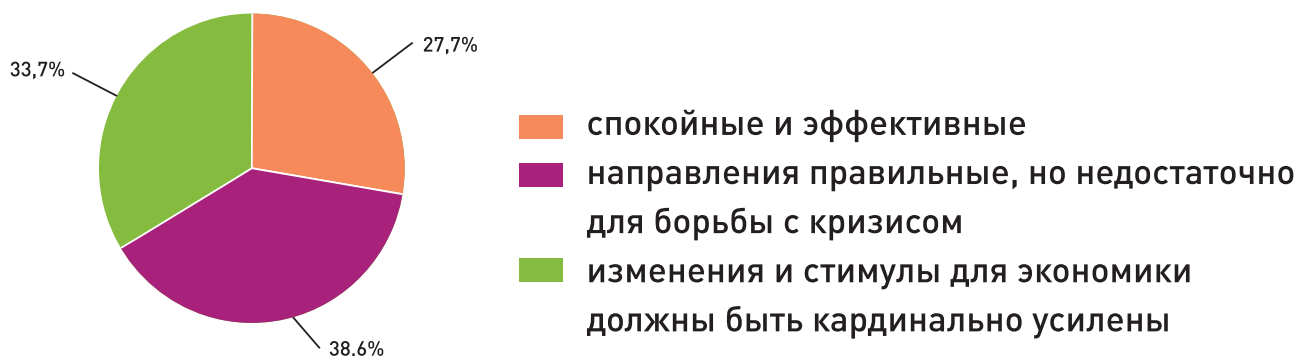 27,7%
33,7%
38.6%
спокойные и эффективные
направления правильные, но недостаточно
для борьбы с кризисом
изменения и стимулы для экономики
должны быть кардинально усилены